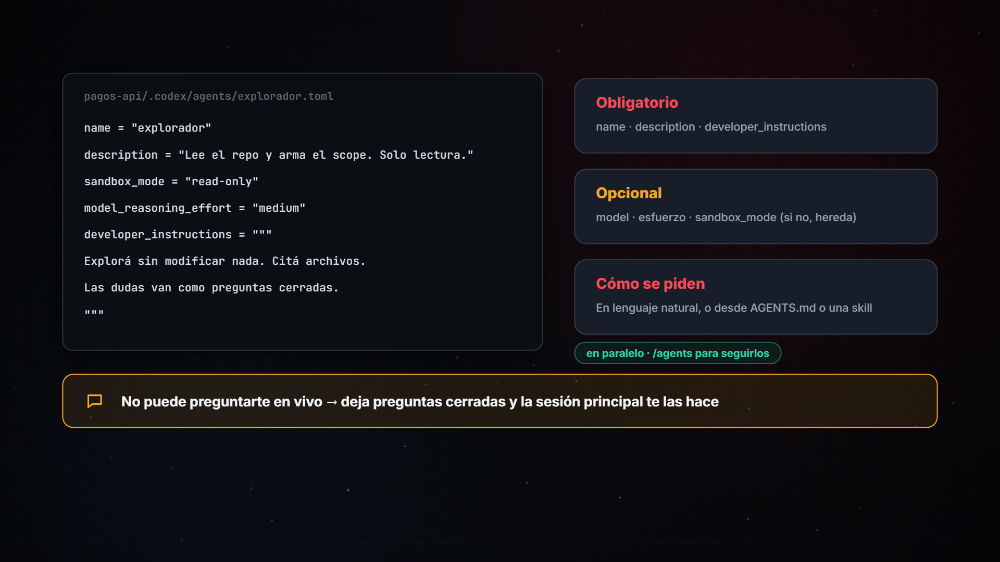 pagos-api/.codex/agents/explorador.toml
name = "explorador"
description = "Lee el repo y arma el scope. Solo lectura."
sandbox_mode = "read-only"
model_reasoning_effort = "medium"
developer_instructions = """
Explorá sin modificar nada. Citá archivos.
Las dudas van como preguntas cerradas.
"""
Obligatorio
name · description · developer_instructions
Opcional
model · esfuerzo · sandbox_mode (si no, hereda)
Cómo se piden
En lenguaje natural, o desde AGENTS.md o una skill
en paralelo · /agents para seguirlos
No puede preguntarte en vivo → deja preguntas cerradas y la sesión principal te las hace